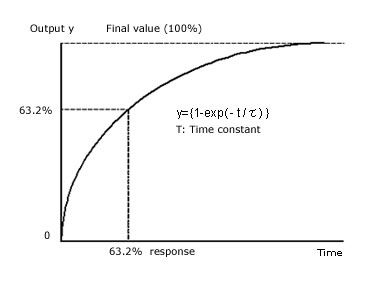 Output y
Final value (100%)
63.2%
y={1-exp(-t/τ)}
T: Time constant
0
63.2% response
Time